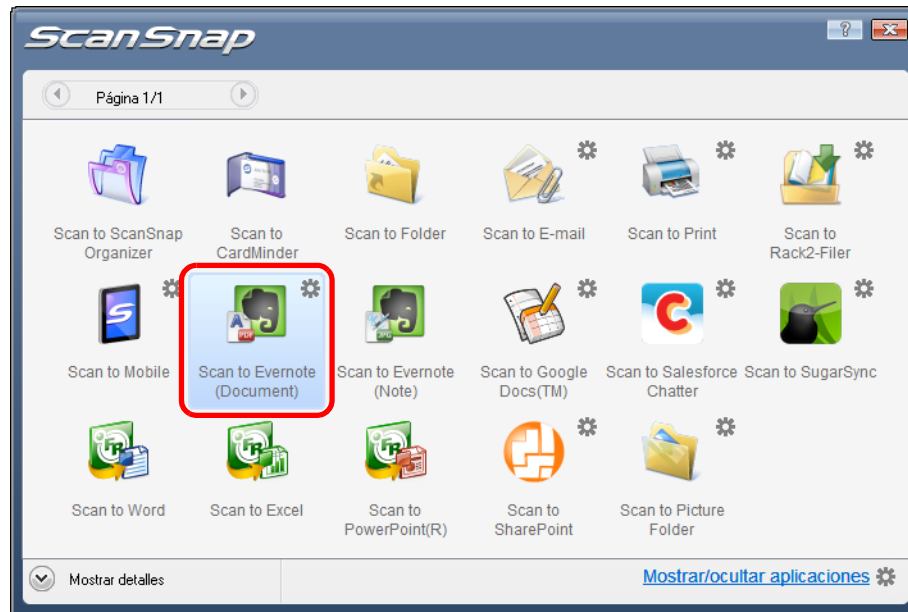 ScanSnap
Página 1/1
Scan to ScanSnap
Organizer
Scan to
CardMinder
Scan to Folder
Scan to E-mail
Scan to Print
Scan to
Rack2-Filer
Scan to Mobile
Scan to Evernote
(Document)
Scan to Evernote
(Note)
Scan to Google
Docs(TM)
Scan to Salesforce
Chatter
Scan to SugarSync
Scan to Word
Scan to Excel
Scan to
PowerPoint(R)
Scan to
SharePoint
Scan to Picture
Folder
Mostrar detalles
Mostrar/ocultar aplicaciones